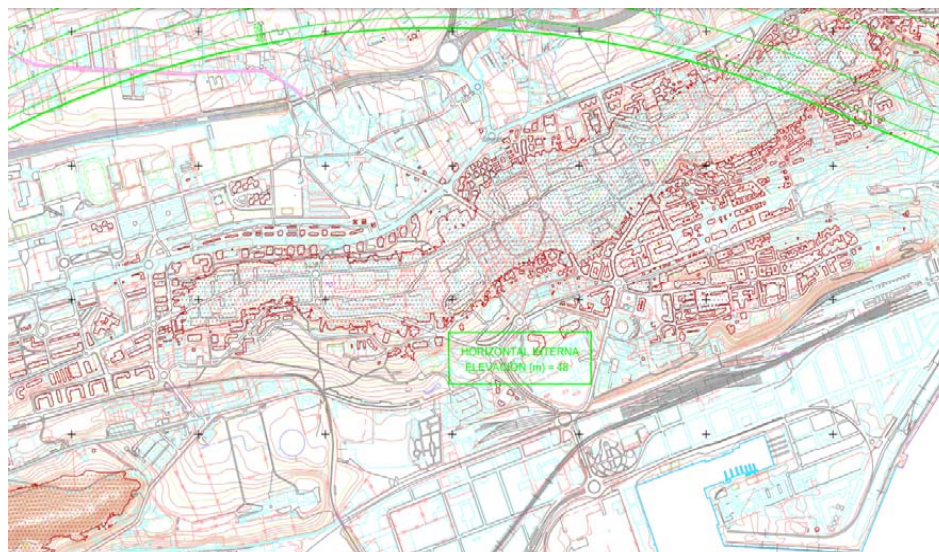 HORIZONTAL INTERNA
ELEVACIÓN (m) = 48